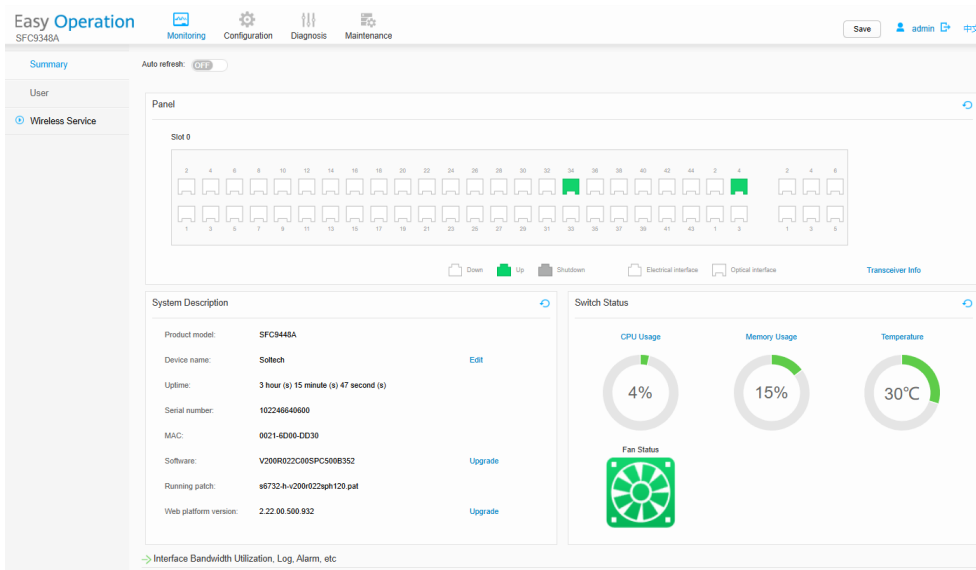 Easy Operation
SFC9348A
Monitoring Configuration Diagnosis Maintenance
Save admin
Summary
User
Wireless Service
Auto refresh: OFF
Panel
Slot 0
2 4 6 8 10 12 14 16 18 20 22 24 26 28 30 32 34 36 38 40 42 44 2 4 2 4 6
1 3 5 7 9 11 13 15 17 19 21 23 25 27 29 31 33 35 37 39 41 43 1 3 1 3 5
Down Up Shutdown Electrical interface Optical interface Transceiver Info
System Description
Product model: SFC9448A
Device name: Soltech Edit
Uptime: 3 hour (s) 15 minute (s) 47 second (s)
Serial number: 102246640600
MAC: 0021-6D00-DD30
Software: V200R022C00SPC500B352 Upgrade
Running patch: s6732-h-v200r022sph120.pat
Web platform version: 2.22.00.500.932 Upgrade
Switch Status
CPU Usage Memory Usage Temperature
4% 15% 30℃
Fan Status
Interface Bandwidth Utilization, Log, Alarm, etc